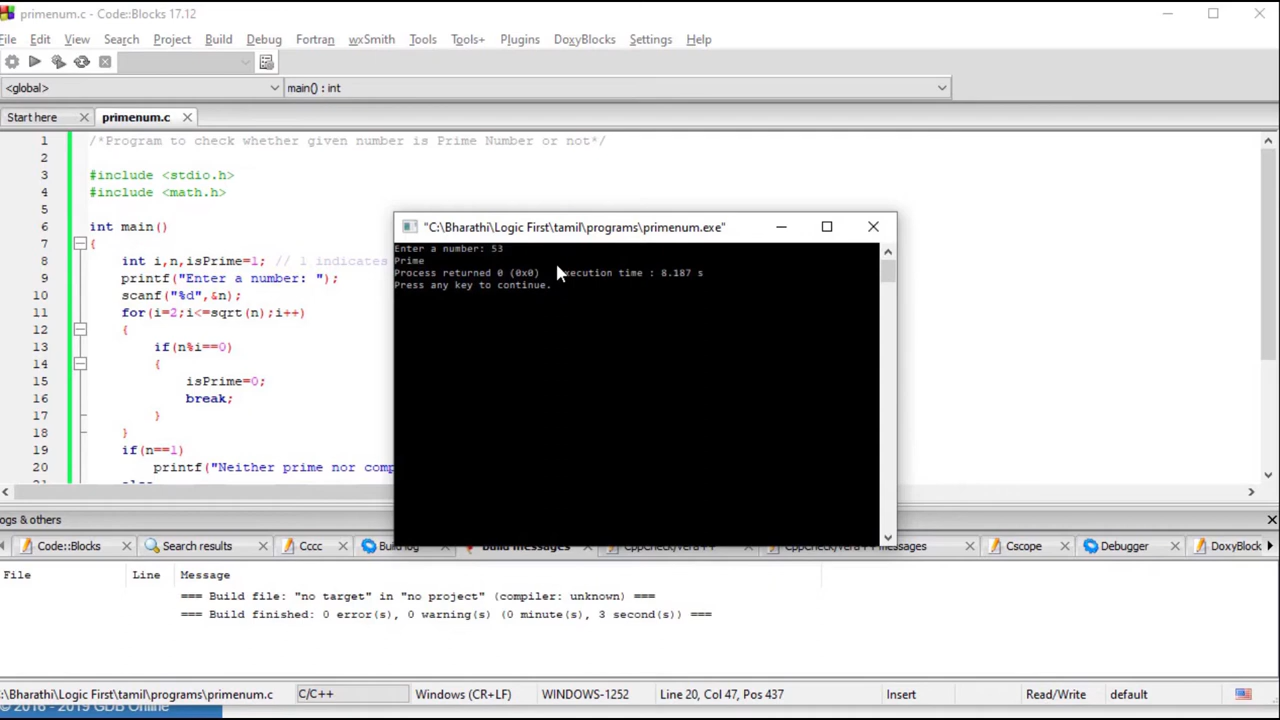 primenum.c - Code::Blocks 17.12
File Edit View Search Project Build Debug Fortran wxSmith Tools Tools+ Plugins DoxyBlocks Settings Help
<global> main() : int
Start here primenum.c
1 /*Program to check whether given number is Prime Number or not*/
2
3 #include <stdio.h>
4 #include <math.h>
5
6 int main()
7 {
8 int i,n,isPrime=1; // 1 indicates
9 printf("Enter a number: ");
10 scanf("%d",&n);
11 for(i=2;i<=sqrt(n);i++)
12 {
13 if(n%i==0)
14 {
15 isPrime=0;
16 break;
17 }
18 }
19 if(n==1)
20 printf("Neither prime nor comp
"C:\Bharathi\Logic First\tamil\programs\primenum.exe"
Enter a number: 53
Prime
Process returned 0 (0x0) execution time : 8.187 s
Press any key to continue.
ogs & others
Code::Blocks Search results Cccc Build log Build messages CppCheck/Vera++ CppCheck/Vera++ messages Cscope Debugger DoxyBlock
File Line Message
=== Build file: "no target" in "no project" (compiler: unknown) ===
=== Build finished: 0 error(s), 0 warning(s) (0 minute(s), 3 second(s)) ===
:\Bharathi\Logic First\tamil\programs\primenum.c C/C++ Windows (CR+LF) WINDOWS-1252 Line 20, Col 47, Pos 437 Insert Read/Write default
© 2018 - 2019 GDB Online